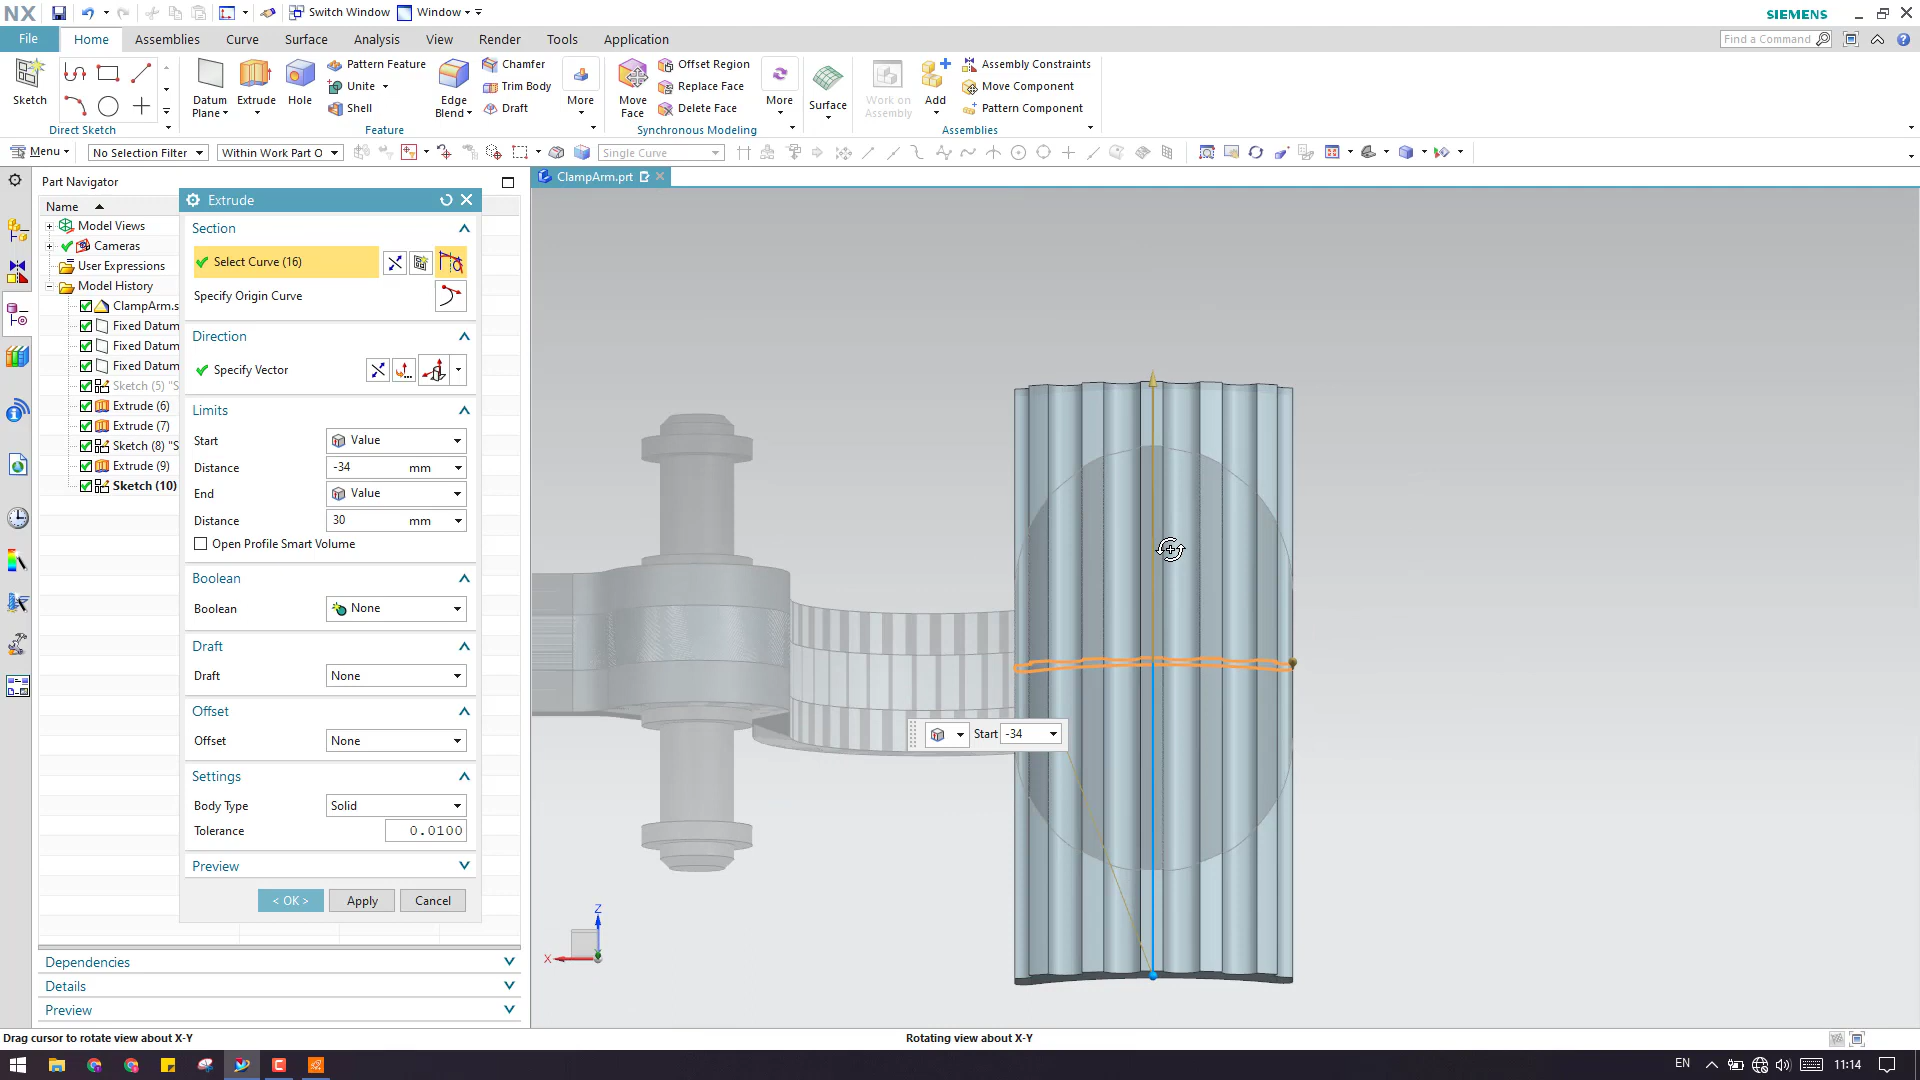 NX
Switch Window
Window
SIEMENS
File
Home
Assemblies
Curve
Surface
Analysis
View
Render
Tools
Application
Find a Command
Sketch
Direct Sketch
Datum Plane
Extrude
Hole
Pattern Feature
Unite
Shell
Edge Blend
Chamfer
Trim Body
Draft
More
Feature
Move Face
Offset Region
Replace Face
Delete Face
More
Synchronous Modeling
Surface
Work on Assembly
Add
Assembly Constraints
Move Component
Pattern Component
Assemblies
Menu
No Selection Filter
Within Work Part O
Single Curve
Part Navigator
Name
Model Views
Cameras
User Expressions
Model History
ClampArm.s
Fixed Datum
Fixed Datum
Fixed Datum
Sketch (5) "S
Extrude (6)
Extrude (7)
Sketch (8) "S
Extrude (9)
Sketch (10)
Dependencies
Details
Preview
Extrude
Section
Select Curve (16)
Specify Origin Curve
Direction
Specify Vector
Limits
Start
Value
Distance
-34
mm
End
Value
Distance
30
mm
Open Profile Smart Volume
Boolean
Boolean
None
Draft
Draft
None
Offset
Offset
None
Settings
Body Type
Solid
Tolerance
0.0100
Preview
< OK >
Apply
Cancel
ClampArm.prt
Start
-34
Z
X
Drag cursor to rotate view about X-Y
Rotating view about X-Y
EN
11:14